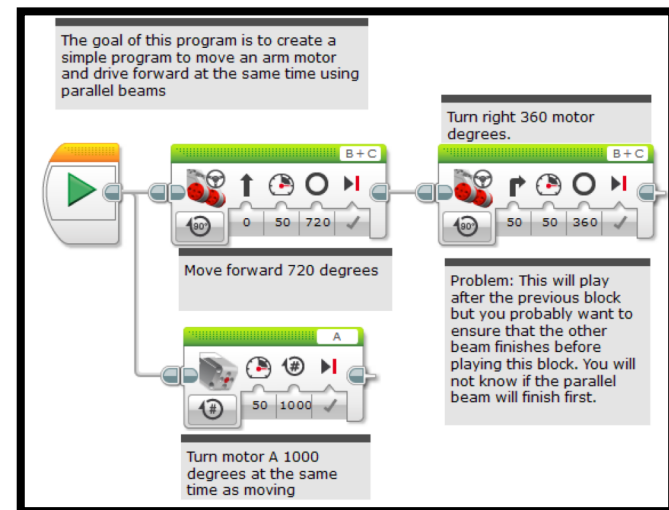 The goal of this program is to create a
simple program to move an arm motor
and drive forward at the same time using
parallel beams
Turn right 360 motor
degrees.
B + C
B + C
0 50 720
50 50 360
Move forward 720 degrees
Problem: This will play
after the previous block
but you probably want to
ensure that the other
beam finishes before
playing this block. You will
not know if the parallel
beam will finish first.
A
#
#
50 1000
Turn motor A 1000
degrees at the same
time as moving